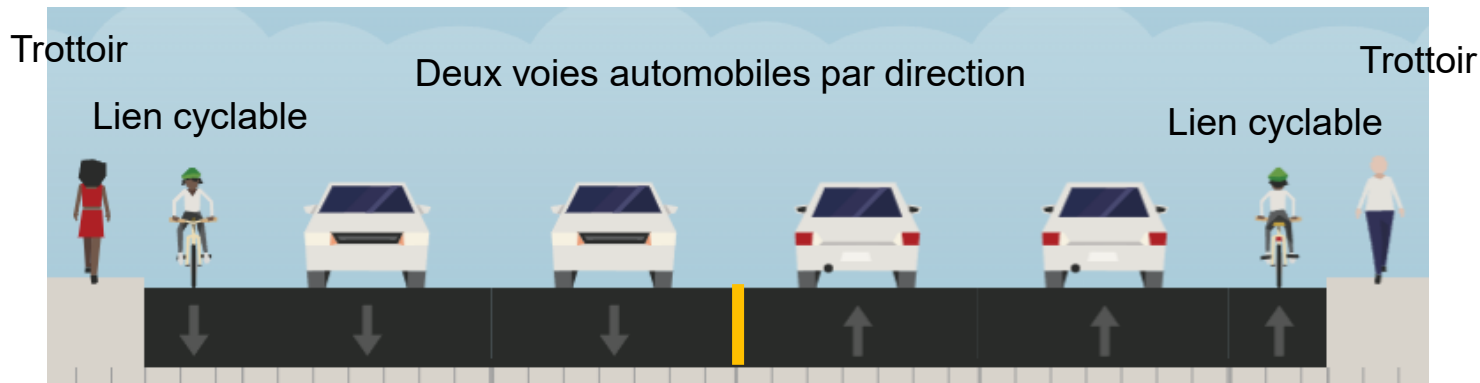 Trottoir
Deux voies automobiles par direction
Trottoir
Lien cyclable
Lien cyclable